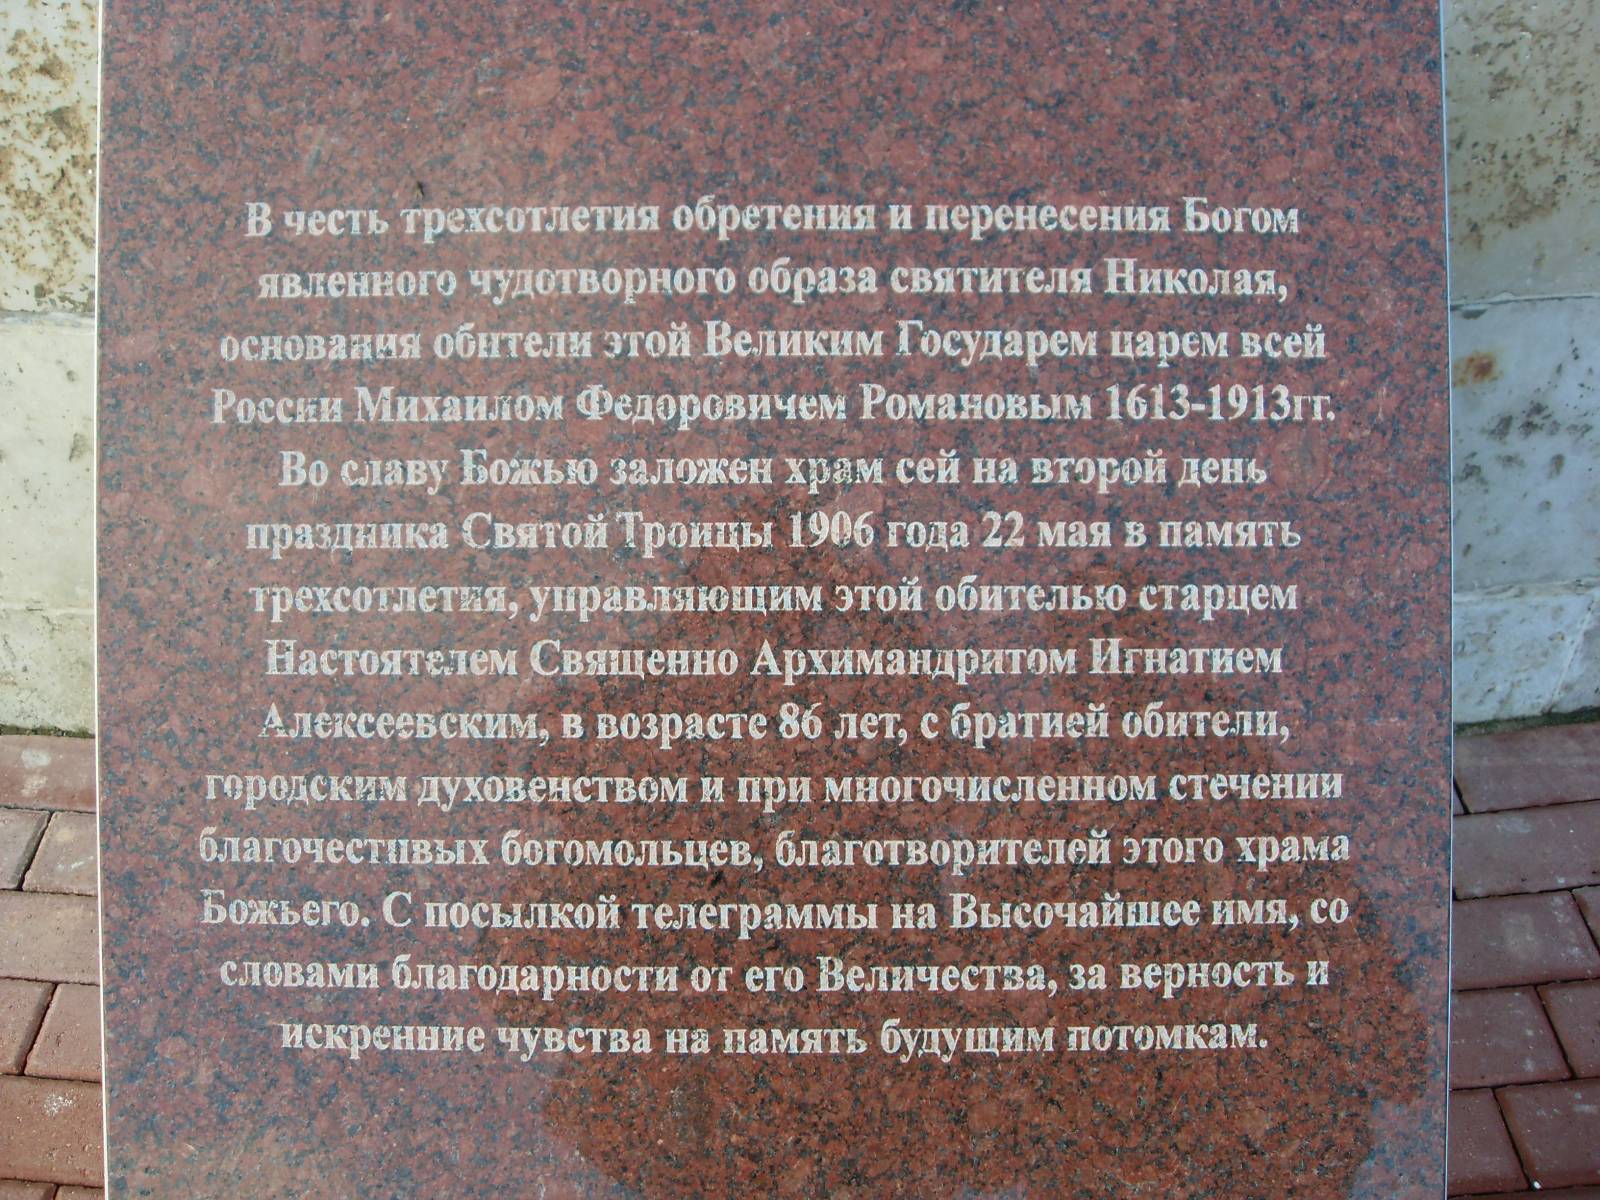 В честь трехсотлетия обретения и перенесения Богом
явленного чудотворного образа святителя Николая,
основания обители этой Великим Государем царем всей
России Михаилом Федоровичем Романовым 1613-1913гг.
Во славу Божью заложен храм сей на второй день
праздника Святой Троицы 1906 года 22 мая в память
трехсотлетия, управляющим этой обителью старцем
Настоятелем Священно Архимандритом Игнатием
Алексеевским, в возрасте 86 лет, с братией обители,
городским духовенством и при многочисленном стечении
благочестивых богомольцев, благотворителей этого храма
Божьего. С посылкой телеграммы на Высочайшее имя, со
словами благодарности от его Величества, за верность и
искренние чувства на память будущим потомкам.